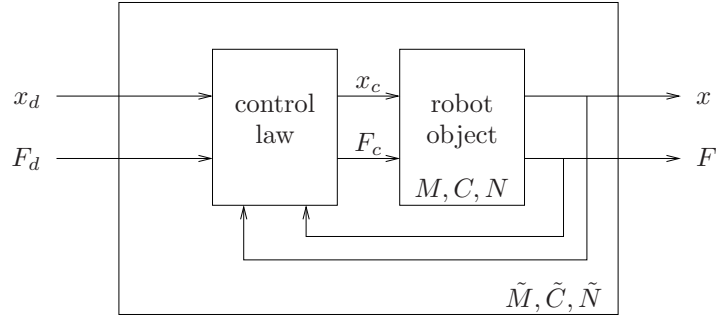 x_d
F_d
control
law
x_c
F_c
robot
object
M, C, N
x
F
M̃, C̃, Ñ